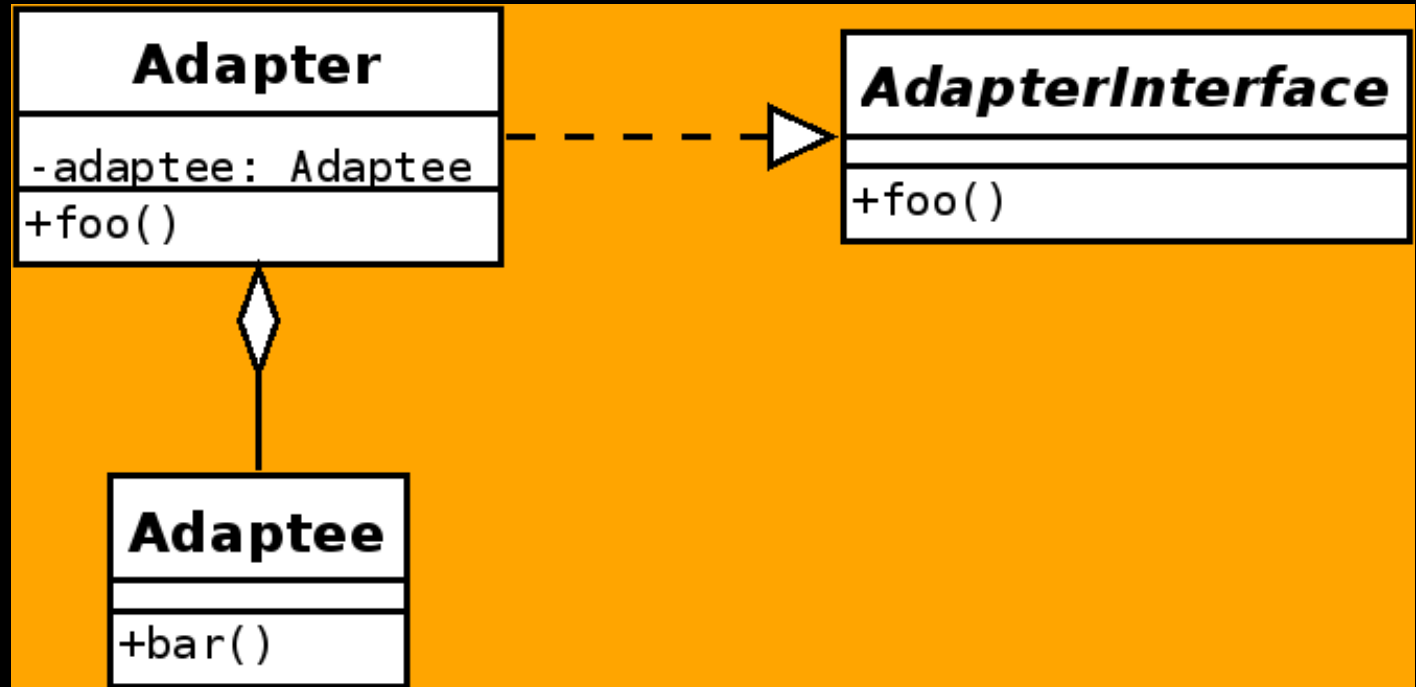 Adapter
-adaptee: Adaptee
+foo()
AdapterInterface
+foo()
Adaptee
+bar()